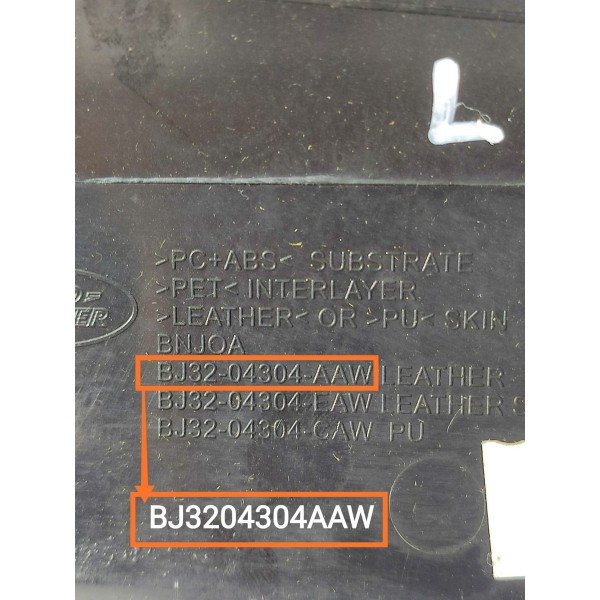 L
>PC+ABS< SUBSTRATE
>PET< INTERLAYER
>LEATHER< OR >PU< SKIN
BNJOA
BJ32-04304-AAW LEATHER
BJ32-04304-EAW LEATHER S
BJ32-04304-CAW PU
BJ3204304AAW